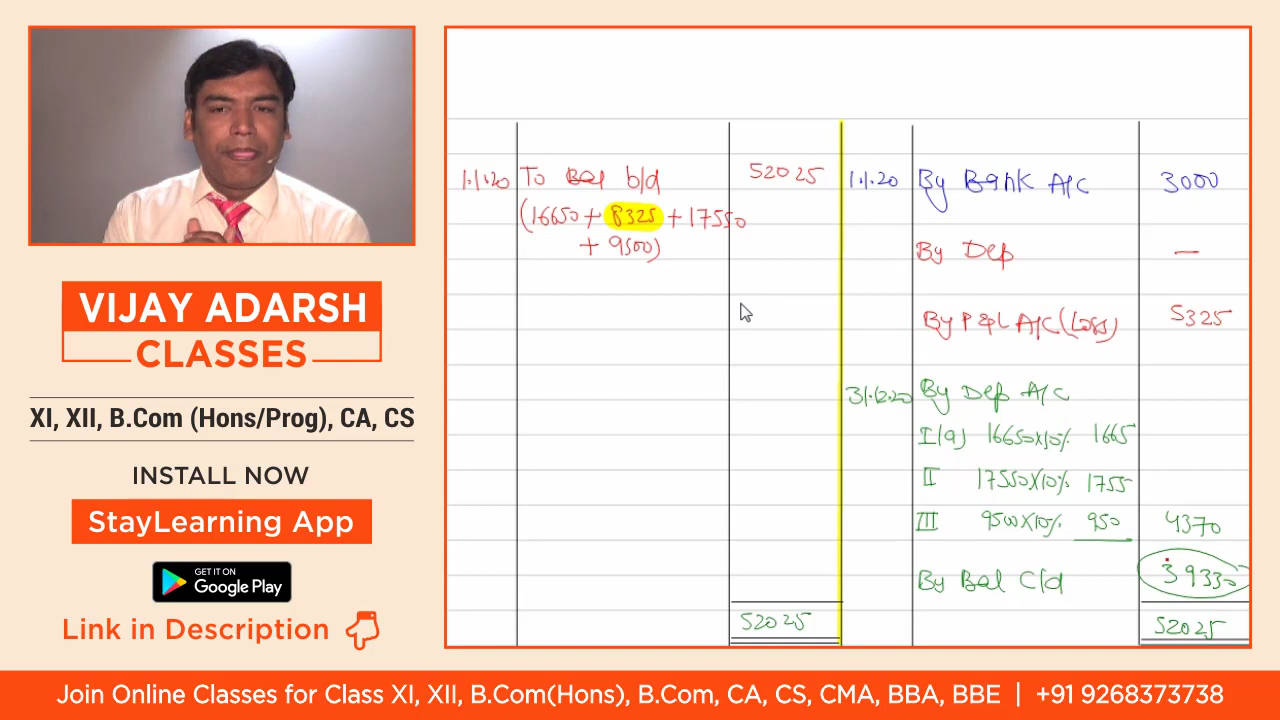 VIJAY ADARSH
CLASSES
XI, XII, B.Com (Hons/Prog), CA, CS
INSTALL NOW
StayLearning App
GET IT ON
Google Play
Link in Description
1.1.20 To Bal b/d 52025 1.1.20 By Bank A/C 3000
(16650 + 8325 + 17550
+ 9500)
By Dep —
By P & L A/C (Loss) 5325
31.12.20 By Dep A/C
I(a) 16650X10% 1665
II 17550X10% 1755
III 9500X10% 950 4370
By Bal C/d 39330
52025 52025
Join Online Classes for Class XI, XII, B.Com(Hons), B.Com, CA, CS, CMA, BBA, BBE | +91 9268373738